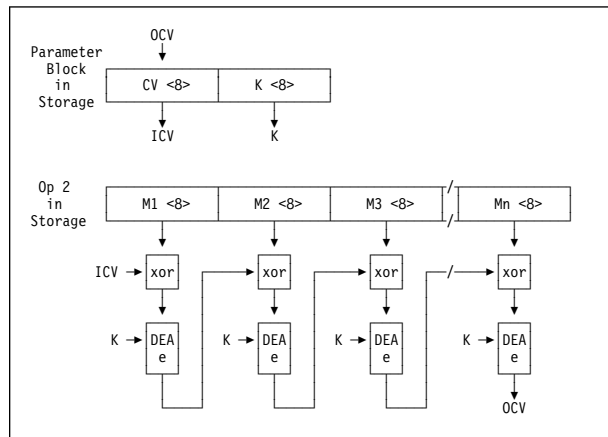 OCV
Parameter
Block
in
Storage
CV <8> K <8>
ICV K
Op 2
in
Storage
M1 <8> M2 <8> M3 <8> / / Mn <8>
ICV xor xor xor / xor
K DEA e K DEA e K DEA e K DEA e
OCV